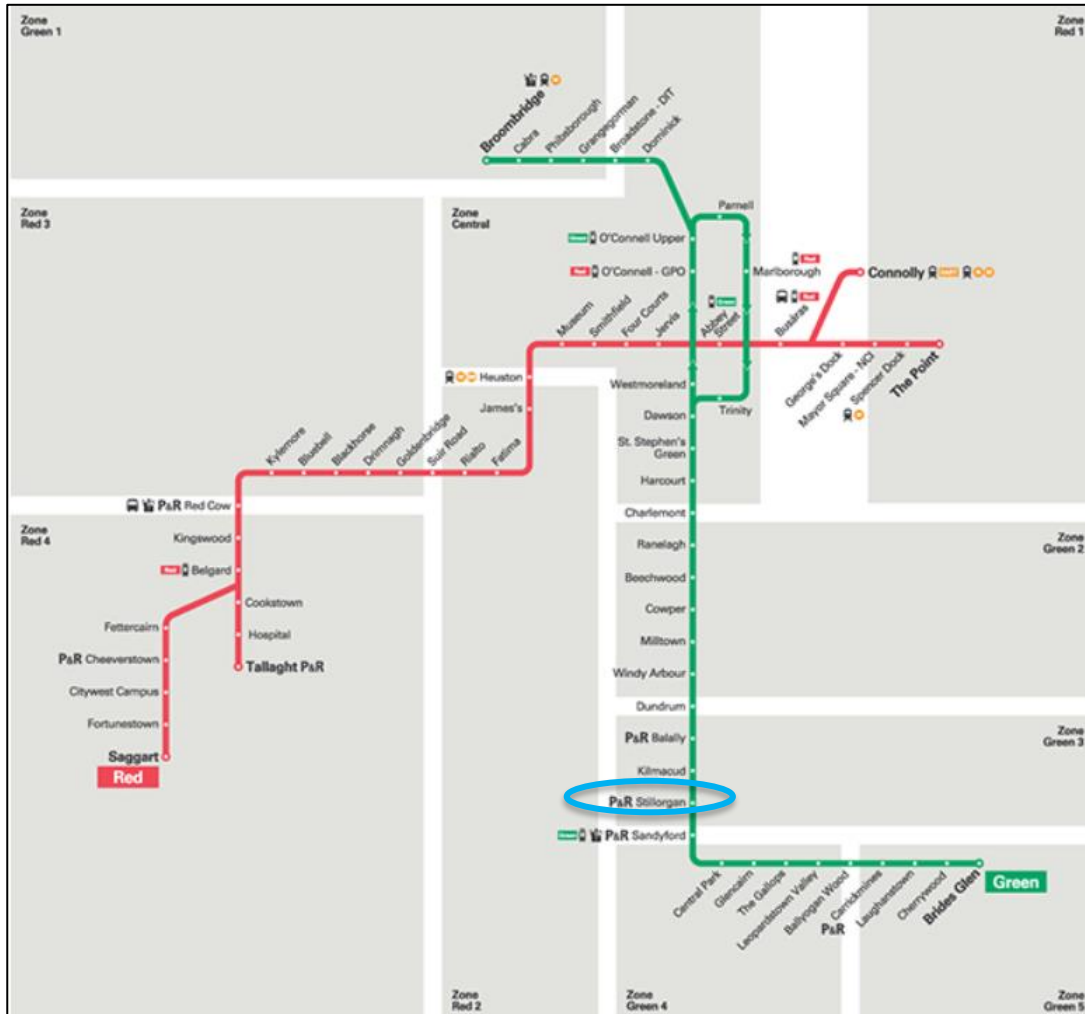 Zone
Green 1
Zone
Red 1
Broombridge
Cabra
Phibsborough
Grangegorman
Broadstone - DIT
Dominick
Zone
Red 3
Zone
Central
Parnell
Green O'Connell Upper
Red O'Connell - GPO
Red
Marlborough
Connolly DART
Red
Busáras
Green
Museum
Smithfield
Four Courts
Jervis
Abbey
Street
George's Dock
Mayor Square - NCI
Spencer Dock
The Point
Heuston
James's
Westmoreland
Trinity
Dawson
St. Stephen's
Green
Harcourt
Charlemont
Kylemore
Bluebell
Blackhorse
Drimnagh
Goldenbridge
Suir Road
Rialto
Fatima
P&R Red Cow
Zone
Red 4
Kingswood
Red Belgard
Cookstown
Hospital
Tallaght P&R
Fettercairn
P&R Cheeverstown
Citywest Campus
Fortunestown
Saggart
Red
Zone
Green 2
Ranelagh
Beechwood
Cowper
Milltown
Windy Arbour
Dundrum
P&R Balally
Zone
Green 3
Kilmacud
P&R Stillorgan
Green P&R Sandyford
Central Park
Glencairn
The Gallops
Leopardstown Valley
Ballyogan Wood
Carrickmines
P&R
Laughanstown
Cherrywood
Brides Glen
Green
Zone
Red 2
Zone
Green 4
Zone
Green 5